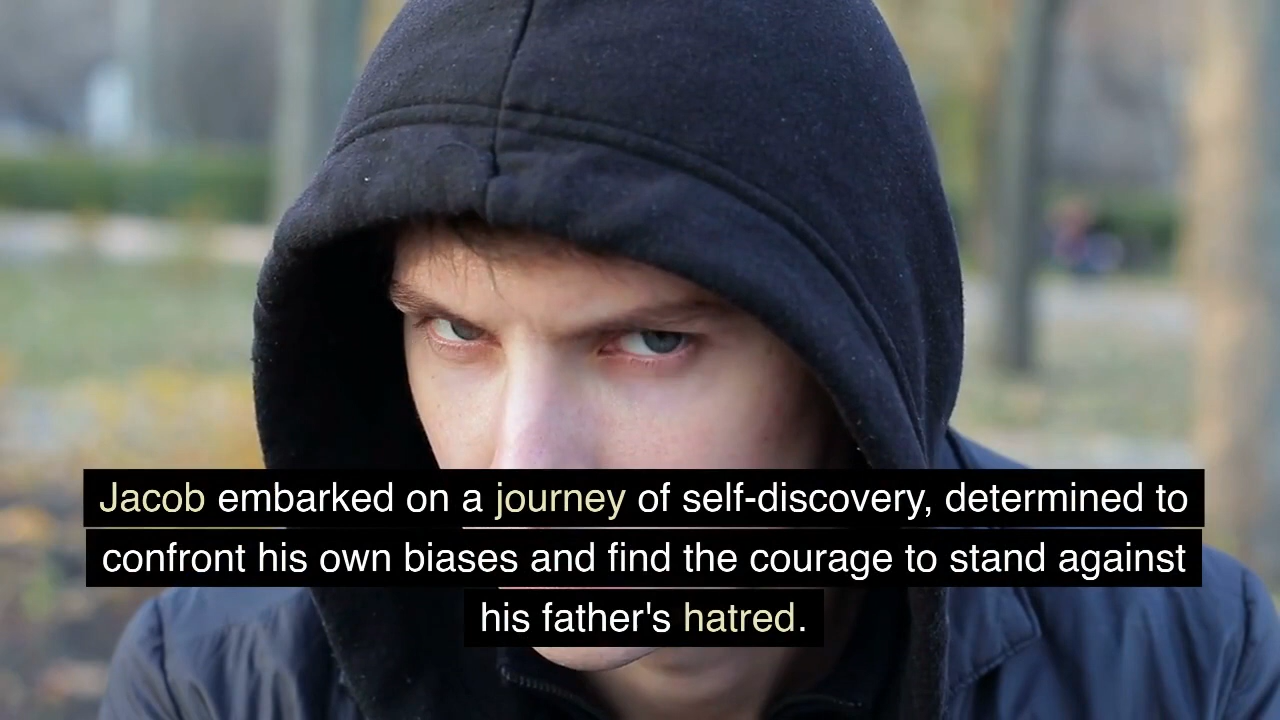 Jacob embarked on a journey of self-discovery, determined to
confront his own biases and find the courage to stand against
his father's hatred.